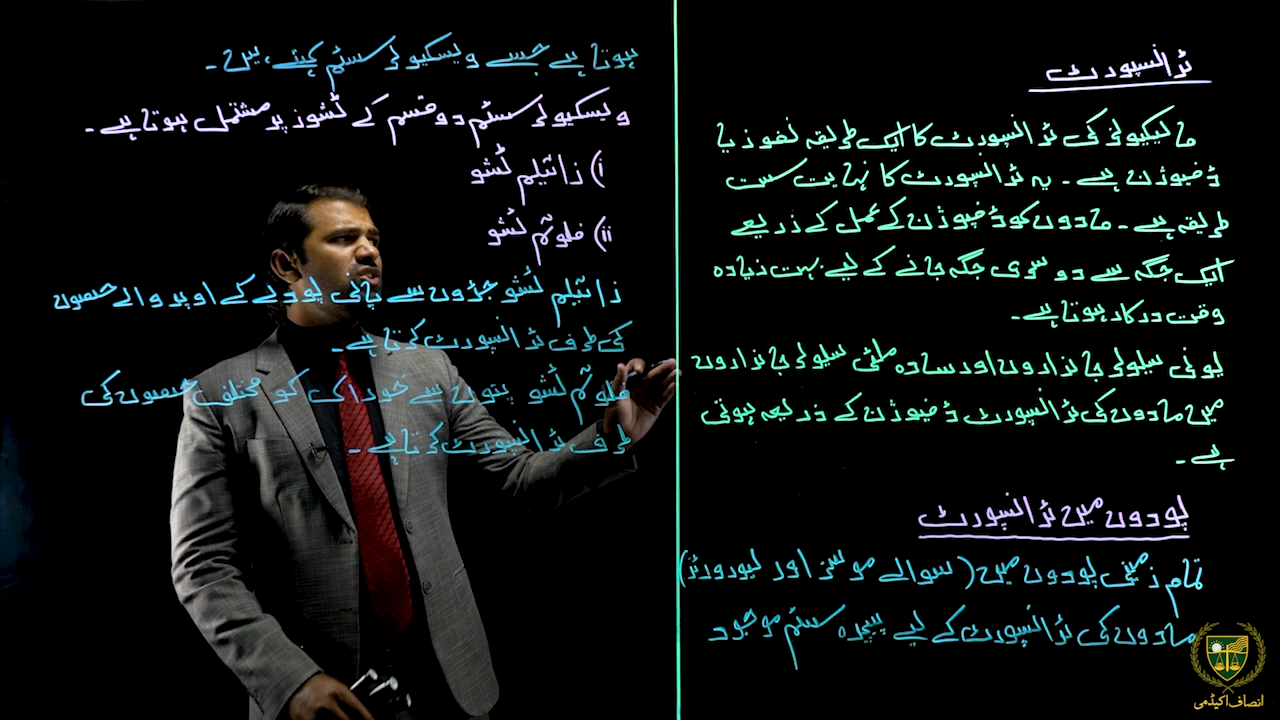 ٹرانسپورٹ
مالیکیولز کی ٹرانسپورٹ کا ایک طریقہ نفوذ یا
ڈفیوژن ہے۔ یہ ٹرانسپورٹ کا نہایت سست
طریقہ ہے۔ مادوں کو ڈفیوژن کے عمل کے ذریعے
ایک جگہ سے دوسری جگہ جانے کے لیے بہت زیادہ
وقت درکار ہوتا ہے۔
یونی سیلولر جانداروں اور سادہ ملٹی سیلولر جانداروں
میں مادوں کی ٹرانسپورٹ ڈفیوژن کے ذریعہ ہوتی
ہے۔
پودوں میں ٹرانسپورٹ
تمام زمینی پودوں میں (سوائے موسز اور لیورورٹز)
مادوں کی ٹرانسپورٹ کے لیے پیچیدہ سسٹم موجود
ہوتا ہے جسے ویسکیولر سسٹم کہتے ہیں۔
ویسکیولر سسٹم دو قسم کے ٹشوز پر مشتمل ہوتا ہے۔
i) زائیلم ٹشو
ii) فلوئم ٹشو
زائیلم ٹشو جڑوں سے پانی پودے کے اوپر والے حصوں
کی طرف ٹرانسپورٹ کرتا ہے۔
فلوئم ٹشو پتوں سے خوراک کو مختلف حصوں کی
طرف ٹرانسپورٹ کرتا ہے۔
انصاف اکیڈمی